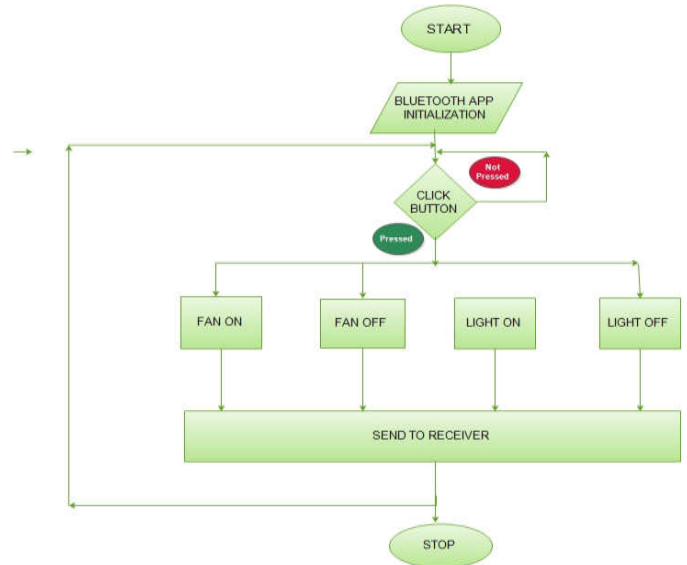 START
BLUETOOTH APP
INITIALIZATION
Not
Pressed
CLICK
BUTTON
Pressed
FAN ON
FAN OFF
LIGHT ON
LIGHT OFF
SEND TO RECEIVER
STOP